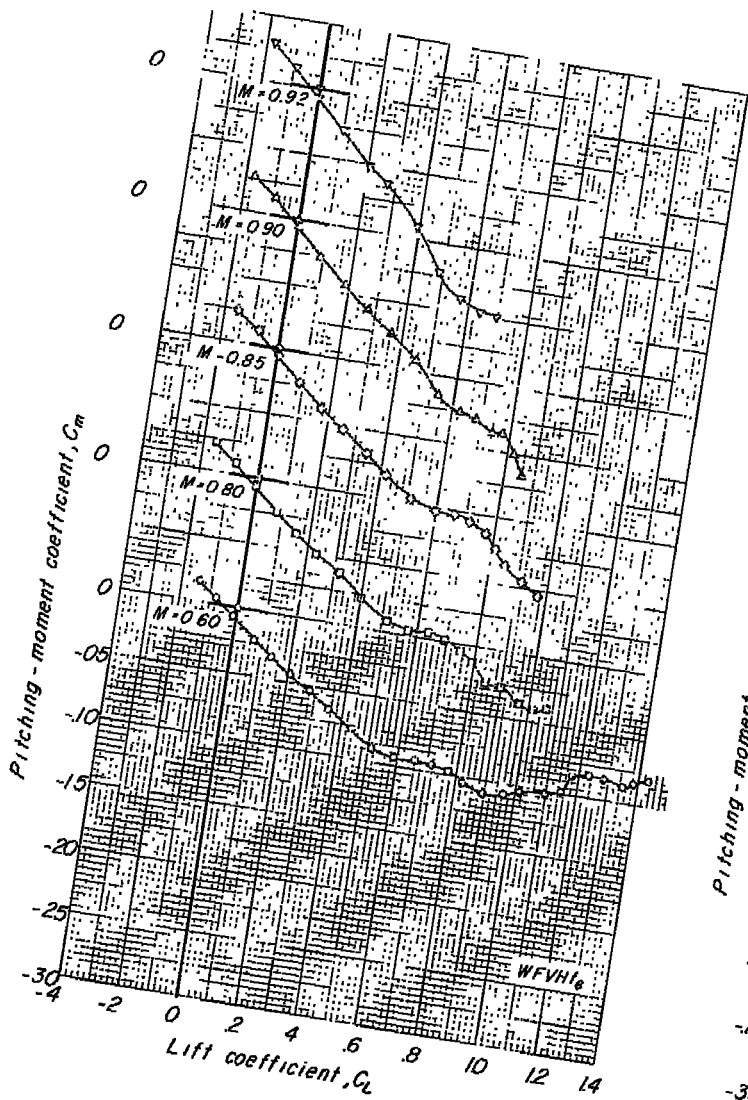 0
M = 0.92
0
M = 0.90
0
M = 0.85
0
M = 0.80
0
M = 0.60
-.05
-.10
-.15
-.20
-.25
-.30
-.4
-.2
0
.2
.4
.6
.8
1.0
1.2
1.4
Pitching - moment coefficient, Cm
Lift coefficient, CL
WFVHf6
Pitching - moment